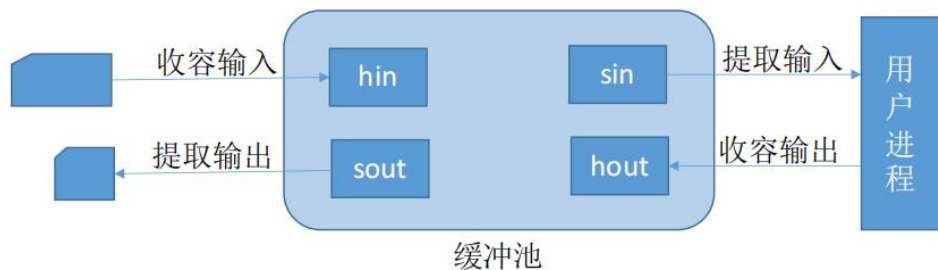 收容输入
hin
sin
提取输入
提取输出
sout
hout
收容输出
用户进程
缓冲池